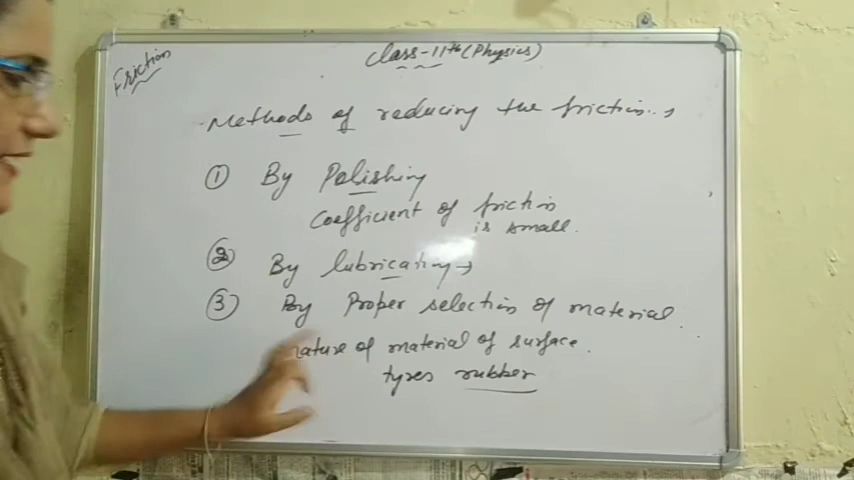 Friction
Class-11th (Physics)
Methods of reducing the friction..→
① By Polishing
Coefficient of friction
is small.
② By lubricating→
③ By Proper selection of material.
nature of material of surface.
tyres rubber